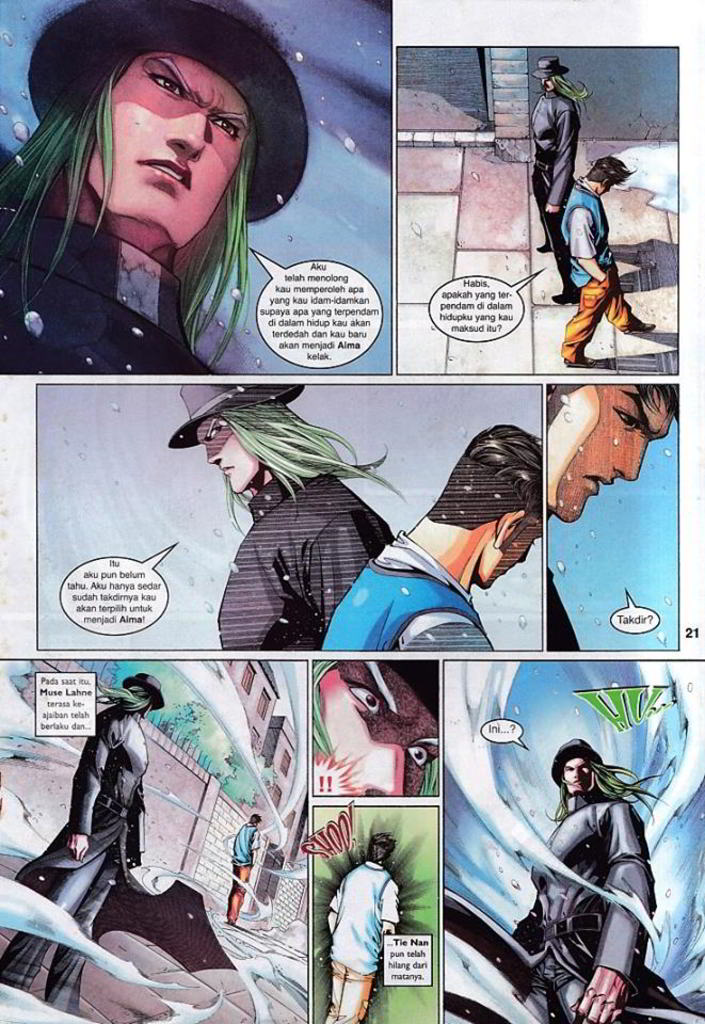 Aku
telah menolong
kau memperoleh apa
yang kau idam-idamkan
supaya apa yang terpendam
di dalam hidup kau akan
terdedah dan kau baru
akan menjadi Alma
kelak.
Habis,
apakah yang ter-
pendam di dalam
hidupku yang kau
maksud itu?
Itu
aku pun belum
tahu. Aku hanya sedar
sudah takdirnya kau
akan terpilih untuk
menjadi Alma!
Takdir?
21
Pada saat itu,
Muse Lahne
terasa ke-
ajaiban telah
berlaku dan...
!!
SHOO!
...Tie Nan
pun telah
hilang dari
matanya.
Ini...?
HU...